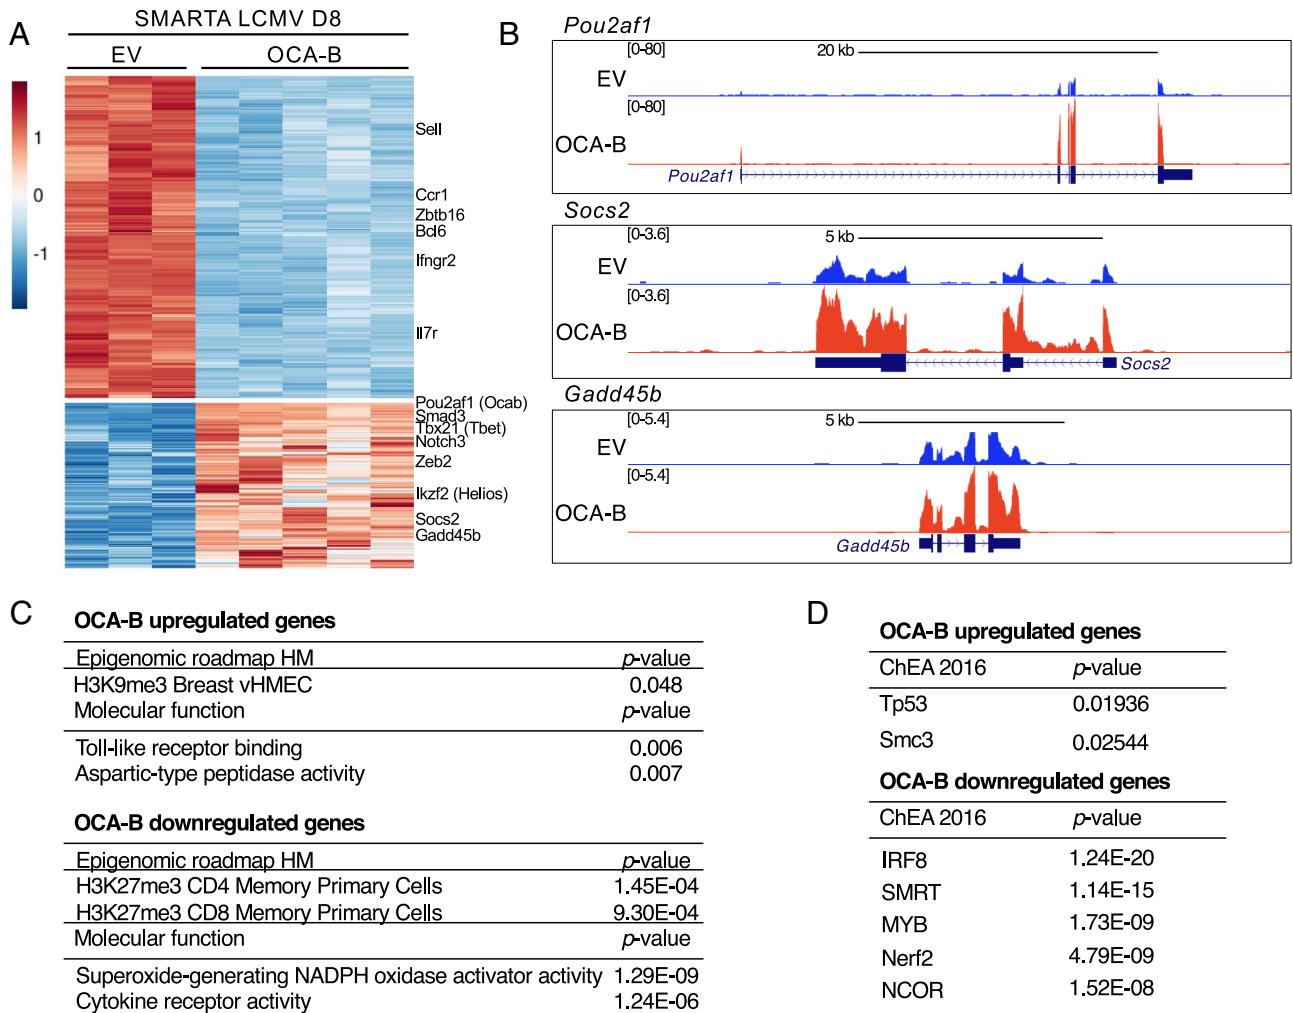 A
SMARTA LCMV D8
EV OCA-B
1
0
-1
Sell
Ccr1
Zbtb16
Bcl6
Ifngr2
Il7r
Pou2af1 (Ocab)
Smad3
Tbx21 (Tbet)
Notch3
Zeb2
Ikzf2 (Helios)
Socs2
Gadd45b
B
Pou2af1
[0-80] 20 kb
EV
[0-80]
OCA-B
Pou2af1
Socs2
[0-3.6] 5 kb
EV
[0-3.6]
OCA-B
Socs2
Gadd45b
[0-5.4] 5 kb
EV
[0-5.4]
OCA-B
Gadd45b
C
OCA-B upregulated genes
Epigenomic roadmap HM p-value
H3K9me3 Breast vHMEC 0.048
Molecular function p-value
Toll-like receptor binding 0.006
Aspartic-type peptidase activity 0.007
OCA-B downregulated genes
Epigenomic roadmap HM p-value
H3K27me3 CD4 Memory Primary Cells 1.45E-04
H3K27me3 CD8 Memory Primary Cells 9.30E-04
Molecular function p-value
Superoxide-generating NADPH oxidase activator activity 1.29E-09
Cytokine receptor activity 1.24E-06
D
OCA-B upregulated genes
ChEA 2016 p-value
Tp53 0.01936
Smc3 0.02544
OCA-B downregulated genes
ChEA 2016 p-value
IRF8 1.24E-20
SMRT 1.14E-15
MYB 1.73E-09
Nerf2 4.79E-09
NCOR 1.52E-08